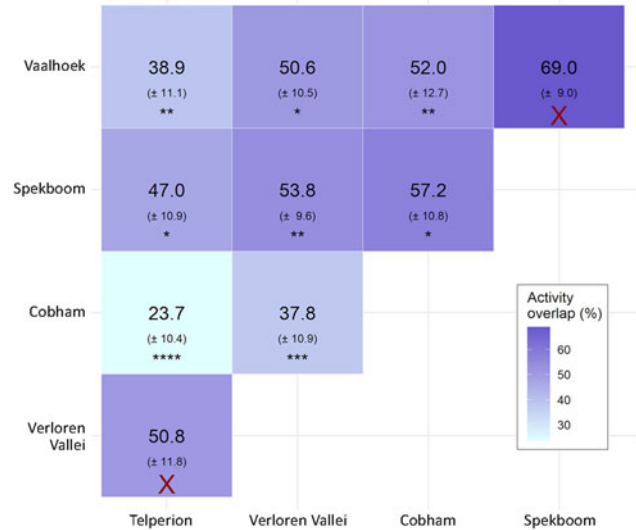 Vaalhoek
38.9
(± 11.1)
**
50.6
(± 10.5)
*
52.0
(± 12.7)
**
69.0
(± 9.0)
X
Spekboom
47.0
(± 10.9)
*
53.8
(± 9.6)
**
57.2
(± 10.8)
*
Cobham
23.7
(± 10.4)
****
37.8
(± 10.9)
***
Verloren
Vallei
50.8
(± 11.8)
X
Activity
overlap (%)
60
50
40
30
Telperion
Verloren Vallei
Cobham
Spekboom